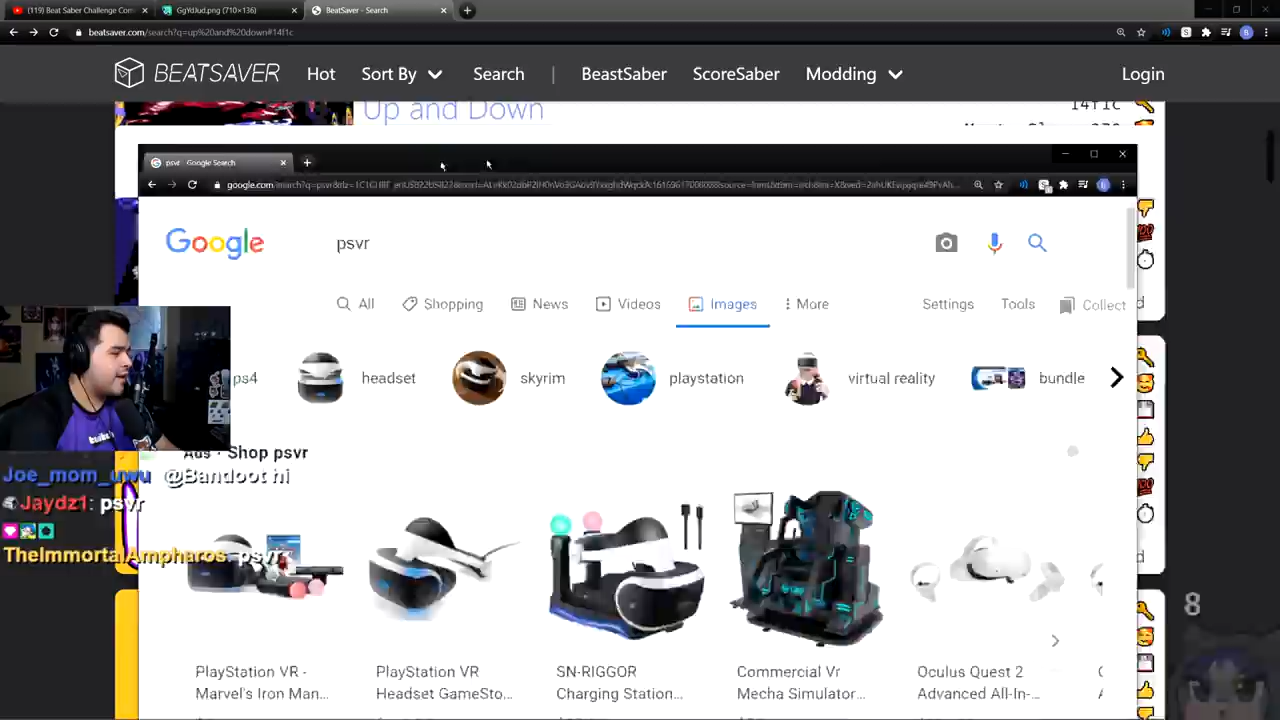 (119) Beat Saber Challenge Com
GgYdJud.png (710×136)
BeatSaver - Search
beatsaver.com/search?q=up%20and%20down#14f1c
BEATSAVER
Hot
Sort By
Search
|
BeastSaber
ScoreSaber
Modding
Login
Up and Down
14f1c
psvr - Google Search
Google
psvr
All
Shopping
News
Videos
Images
More
Settings
Tools
Collect
ps4
headset
skyrim
playstation
virtual reality
bundle
Ads · Shop psvr
Joe_mom_uwu @Bandoot hi
Jaydz1: psvr
TheImmortalAmpharos psvr
8
PlayStation VR -
Marvel's Iron Man...
PlayStation VR
Headset GameSto...
SN-RIGGOR
Charging Station...
Commercial Vr
Mecha Simulator...
Oculus Quest 2
Advanced All-In-...